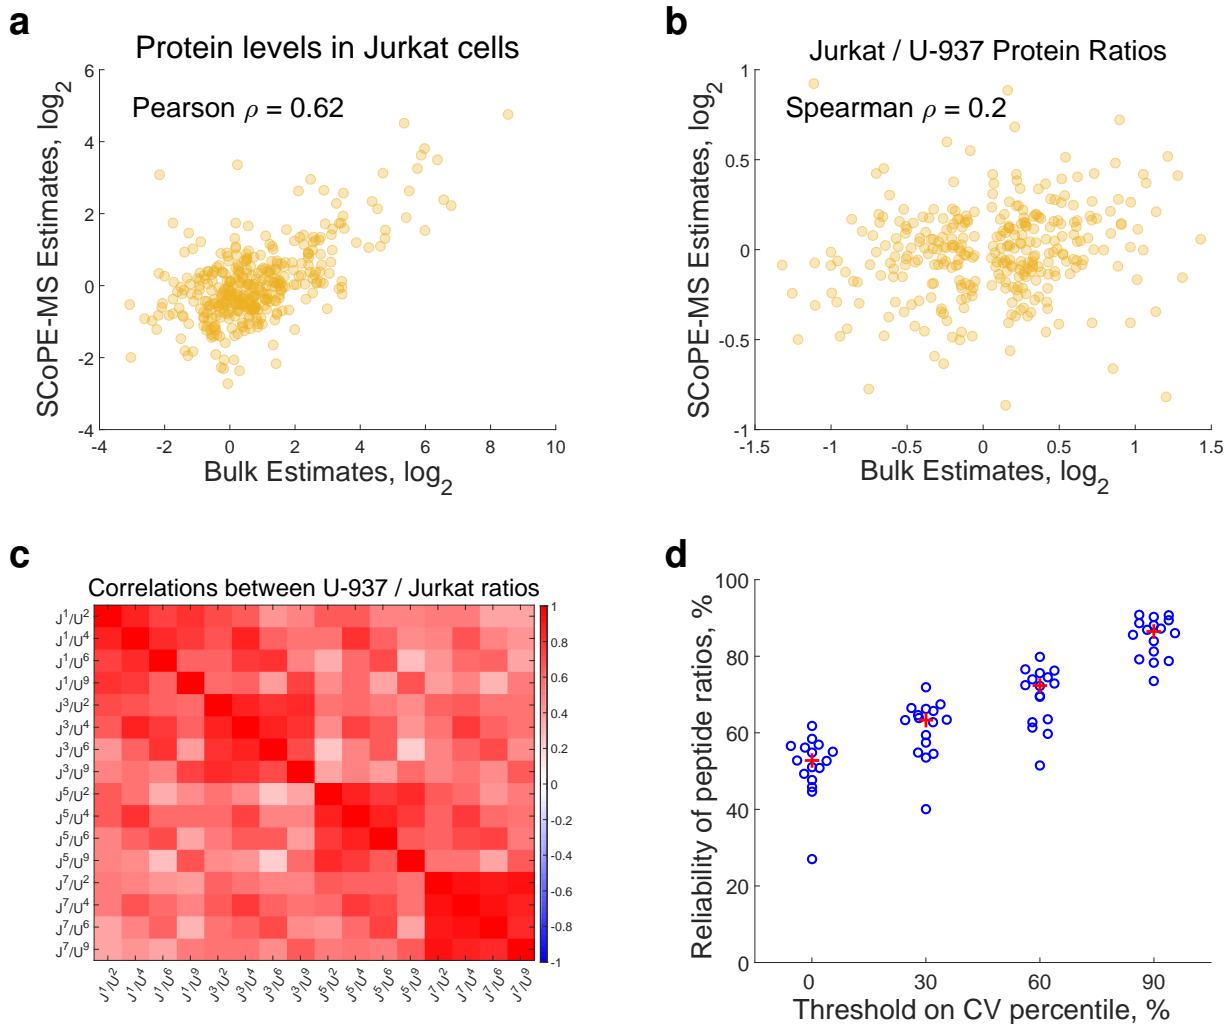 a
Protein levels in Jurkat cells
Pearson ρ = 0.62
6
4
2
0
-2
-4
SCoPE-MS Estimates, log2
-4 -2 0 2 4 6 8 10
Bulk Estimates, log2
b
Jurkat / U-937 Protein Ratios
Spearman ρ = 0.2
1
0.5
0
-0.5
-1
SCoPE-MS Estimates, log2
-1.5 -1 -0.5 0 0.5 1 1.5
Bulk Estimates, log2
c
Correlations between U-937 / Jurkat ratios
J1/U2
J1/U4
J1/U6
J1/U9
J3/U2
J3/U4
J3/U6
J3/U9
J5/U2
J5/U4
J5/U6
J5/U9
J7/U2
J7/U4
J7/U6
J7/U9
J1/U2 J1/U4 J1/U6 J1/U9 J3/U2 J3/U4 J3/U6 J3/U9 J5/U2 J5/U4 J5/U6 J5/U9 J7/U2 J7/U4 J7/U6 J7/U9
1
0.8
0.6
0.4
0.2
0
-0.2
-0.4
-0.6
-0.8
-1
d
100
80
60
40
20
0
Reliability of peptide ratios, %
0 30 60 90
Threshold on CV percentile, %